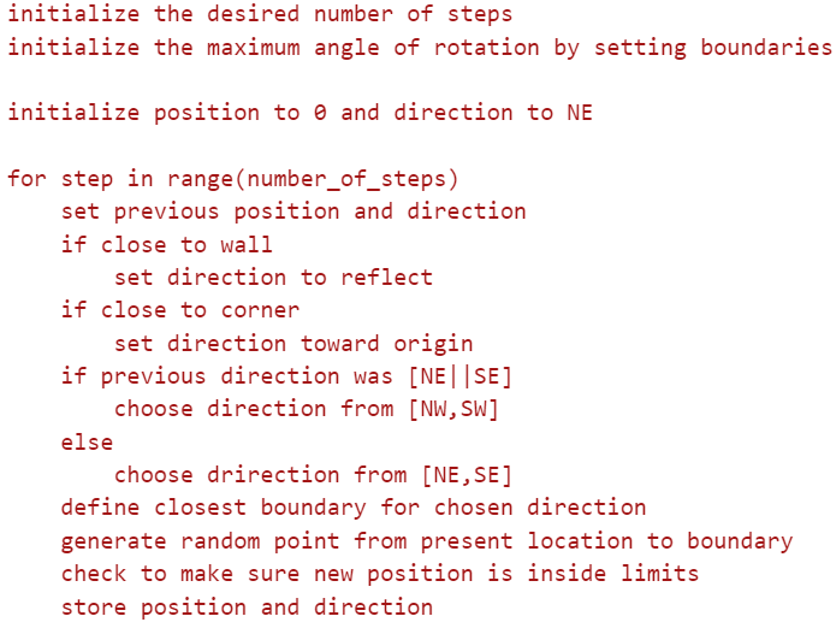 initialize the desired number of steps
initialize the maximum angle of rotation by setting boundaries
initialize position to 0 and direction to NE
for step in range(number_of_steps)
set previous position and direction
if close to wall
set direction to reflect
if close to corner
set direction toward origin
if previous direction was [NE||SE]
choose direction from [NW,SW]
else
choose drirection from [NE,SE]
define closest boundary for chosen direction
generate random point from present location to boundary
check to make sure new position is inside limits
store position and direction